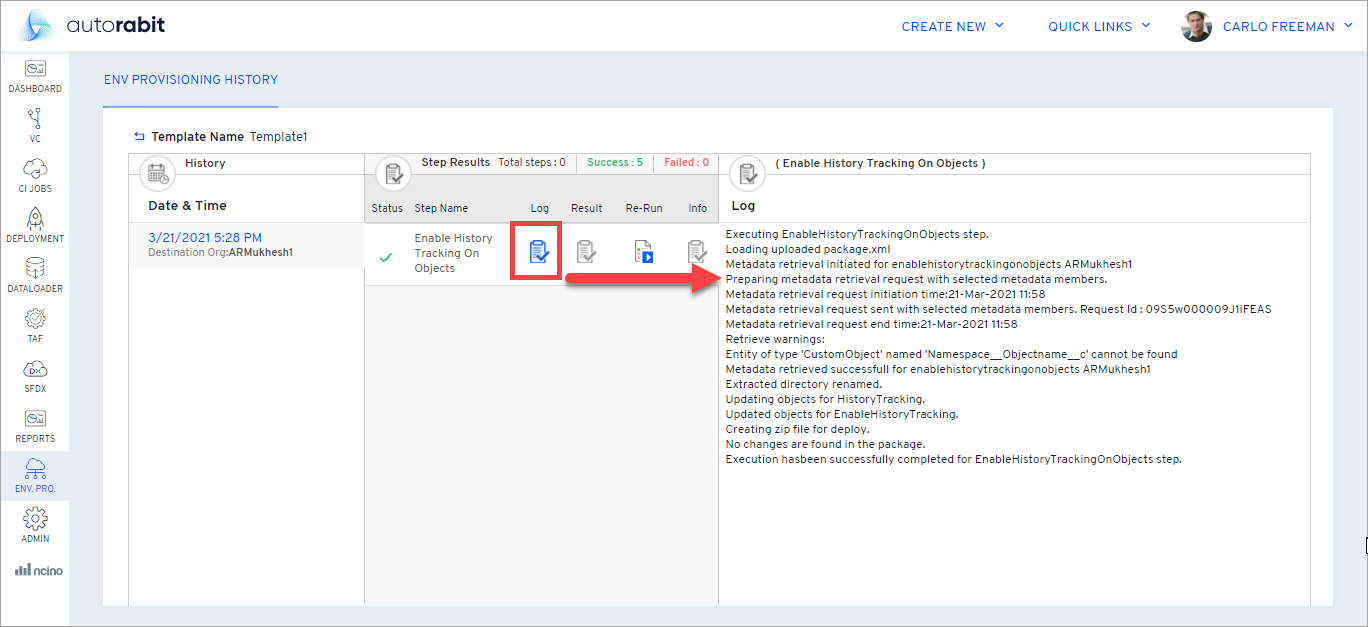 autorabit
CREATE NEW
QUICK LINKS
CARLO FREEMAN
DASHBOARD
VC
CI JOBS
DEPLOYMENT
DATALOADER
TAF
SFDX
REPORTS
ENV. PRO.
ADMIN
ncino
ENV PROVISIONING HISTORY
Template Name Template1
History
Date & Time
3/21/2021 5:28 PM
Destination Org:ARMukhesh1
Step Results Total steps : 0 Success : 5 Failed : 0
Status Step Name Log Result Re-Run Info
Enable History
Tracking On
Objects
( Enable History Tracking On Objects )
Log
Executing EnableHistoryTrackingOnObjects step.
Loading uploaded package.xml
Metadata retrieval initiated for enablehistorytrackingonobjects ARMukhesh1
Preparing metadata retrieval request with selected metadata members.
Metadata retrieval request initiation time:21-Mar-2021 11:58
Metadata retrieval request sent with selected metadata members. Request Id : 09S5w000009J1iFEAS
Metadata retrieval request end time:21-Mar-2021 11:58
Retrieve warnings:
Entity of type 'CustomObject' named 'Namespace__Objectname__c' cannot be found
Metadata retrieved successfull for enablehistorytrackingonobjects ARMukhesh1
Extracted directory renamed.
Updating objects for HistoryTracking.
Updated objects for EnableHistoryTracking.
Creating zip file for deploy.
No changes are found in the package.
Execution hasbeen successfully completed for EnableHistoryTrackingOnObjects step.